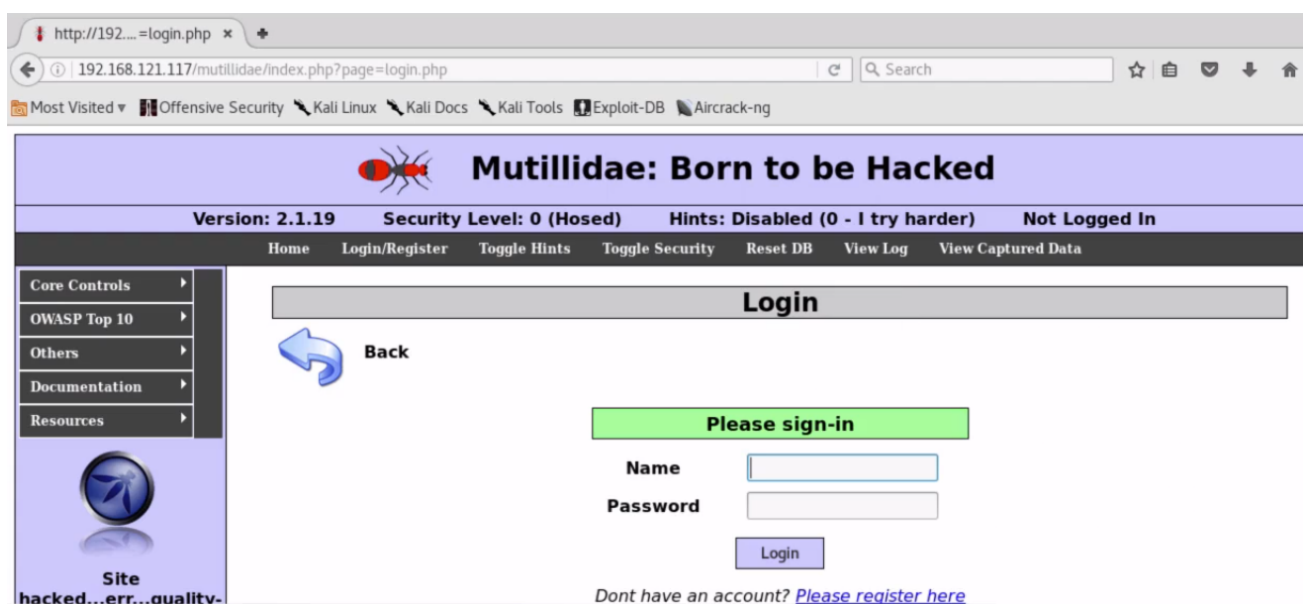 http://192.... =login.php
192.168.121.117/mutillidae/index.php?page=login.php
Search
Most Visited
Offensive Security
Kali Linux
Kali Docs
Kali Tools
Exploit-DB
Aircrack-ng
Mutillidae: Born to be Hacked
Version: 2.1.19 Security Level: 0 (Hosed) Hints: Disabled (0 - I try harder) Not Logged In
Home Login/Register Toggle Hints Toggle Security Reset DB View Log View Captured Data
Core Controls
OWASP Top 10
Others
Documentation
Resources
Site
hacked...err...quality-
Login
Back
Please sign-in
Name
Password
Login
Dont have an account? Please register here